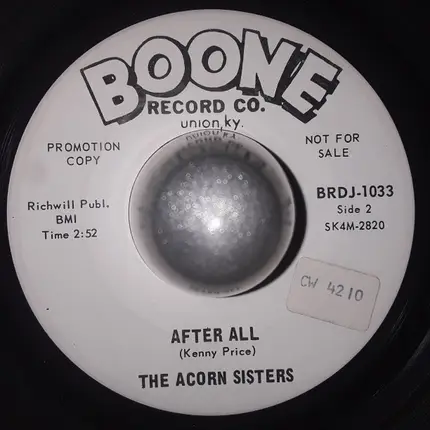 BOONE
RECORD CO.
union, ky.
PROMOTION
COPY
NOT FOR
SALE
Richwill Publ.
BMI
Time 2:52
BRDJ-1033
Side 2
SK4M-2820
CW 4210
AFTER ALL
(Kenny Price)
THE ACORN SISTERS